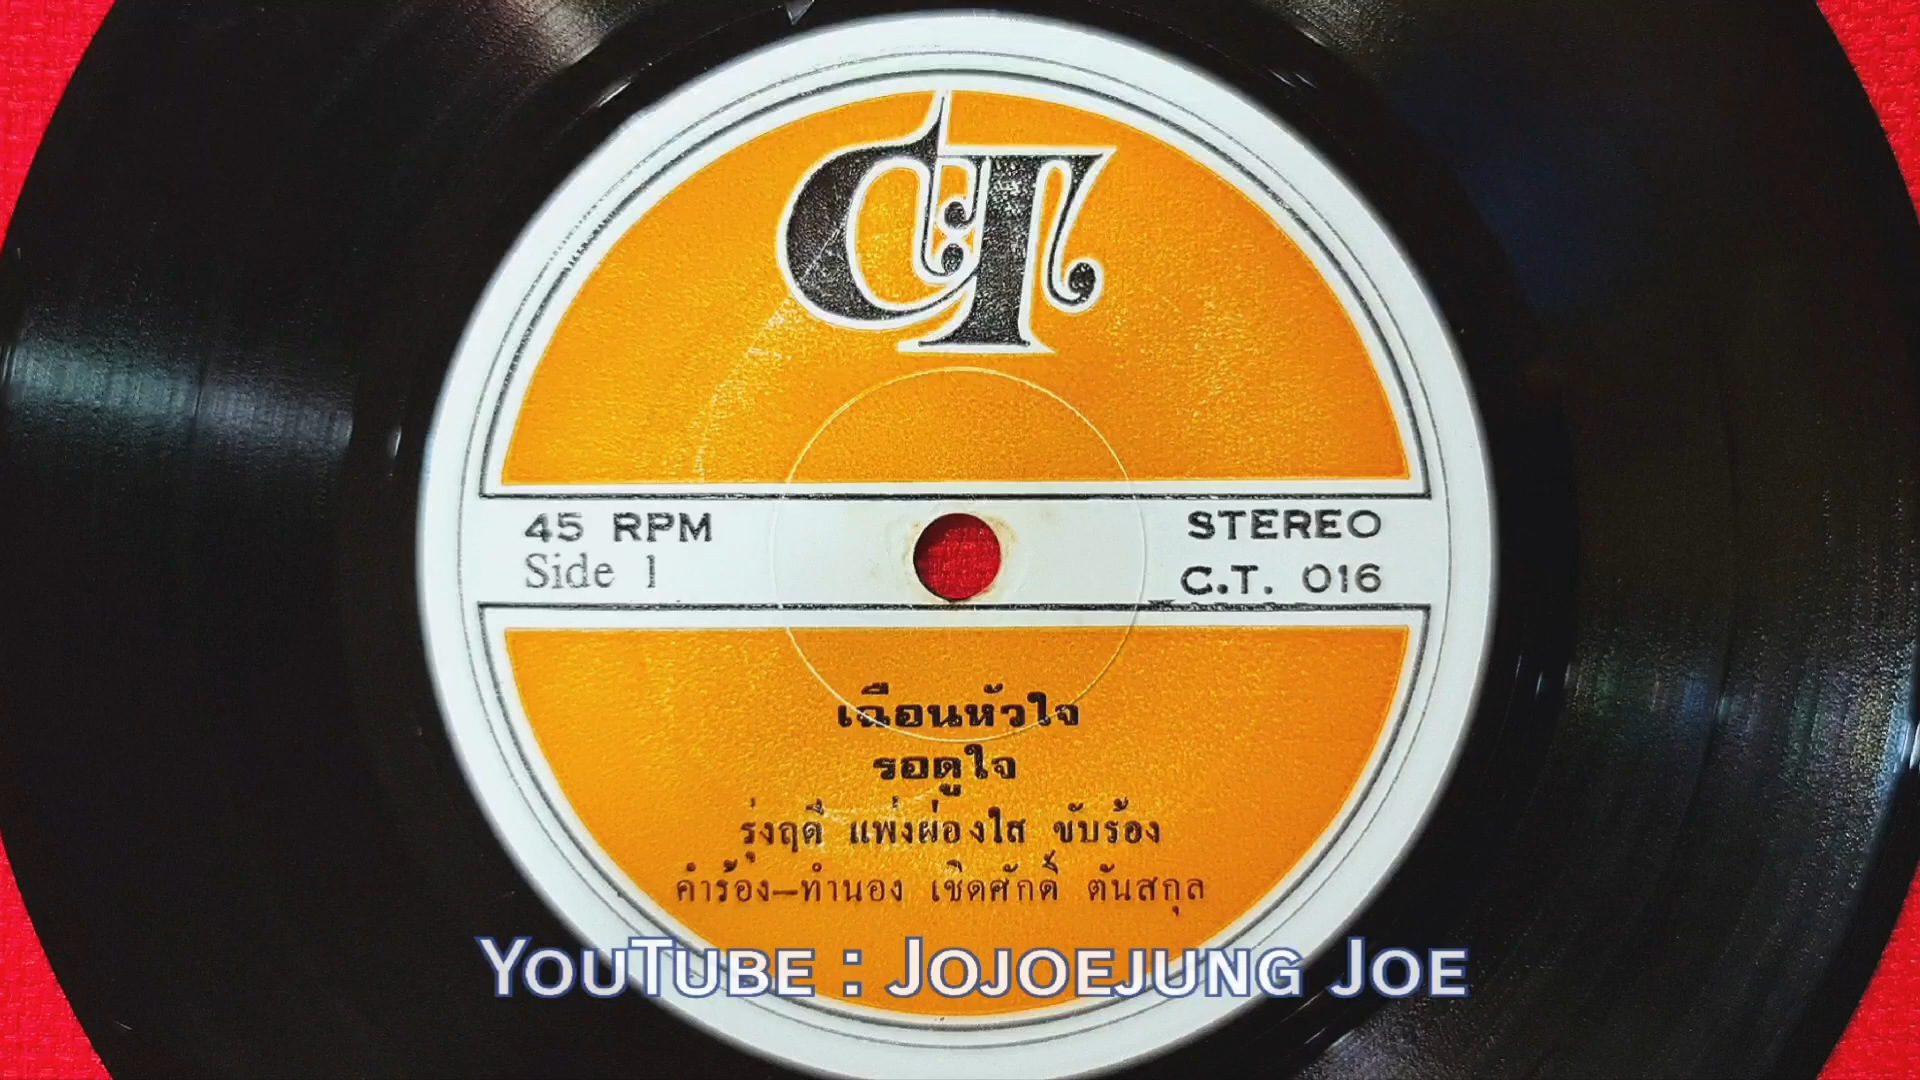 CT
45 RPM
Side 1
STEREO
C.T. 016
เฉือนหัวใจ
รอดูใจ
รุ่งฤดี แพ่งผ่องใส ขับร้อง
คำร้อง-ทำนอง เชิดศักดิ์ ตันสกุล
YouTube : Jojoejung Joe